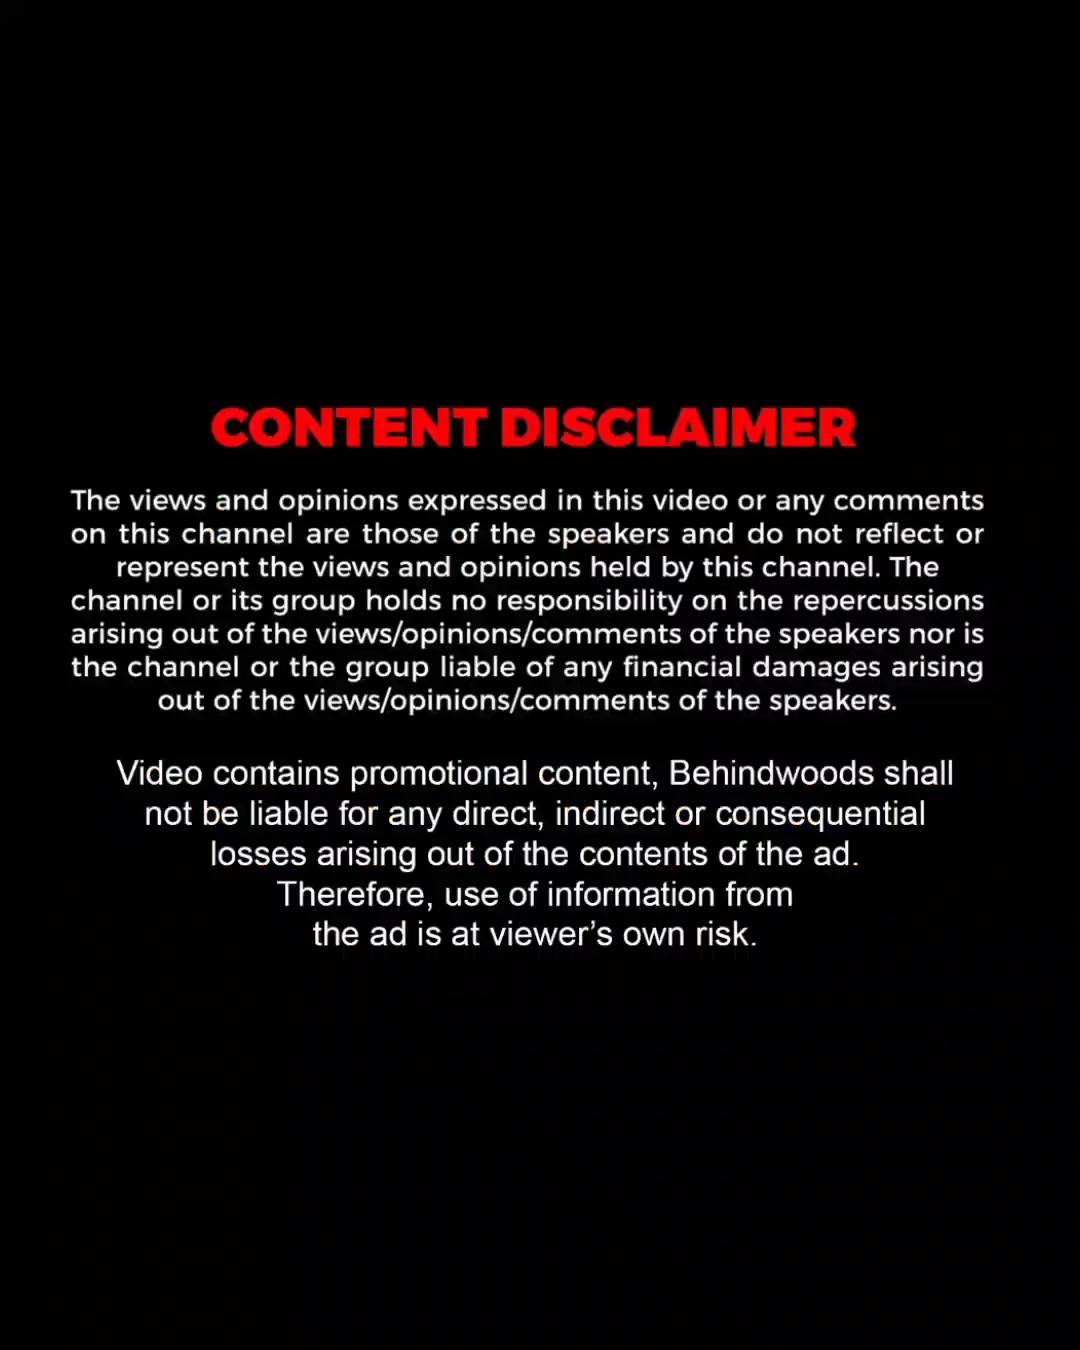 CONTENT DISCLAIMER
The views and opinions expressed in this video or any comments
on this channel are those of the speakers and do not reflect or
represent the views and opinions held by this channel. The
channel or its group holds no responsibility on the repercussions
arising out of the views/opinions/comments of the speakers nor is
the channel or the group liable of any financial damages arising
out of the views/opinions/comments of the speakers.
Video contains promotional content, Behindwoods shall
not be liable for any direct, indirect or consequential
losses arising out of the contents of the ad.
Therefore, use of information from
the ad is at viewer’s own risk.